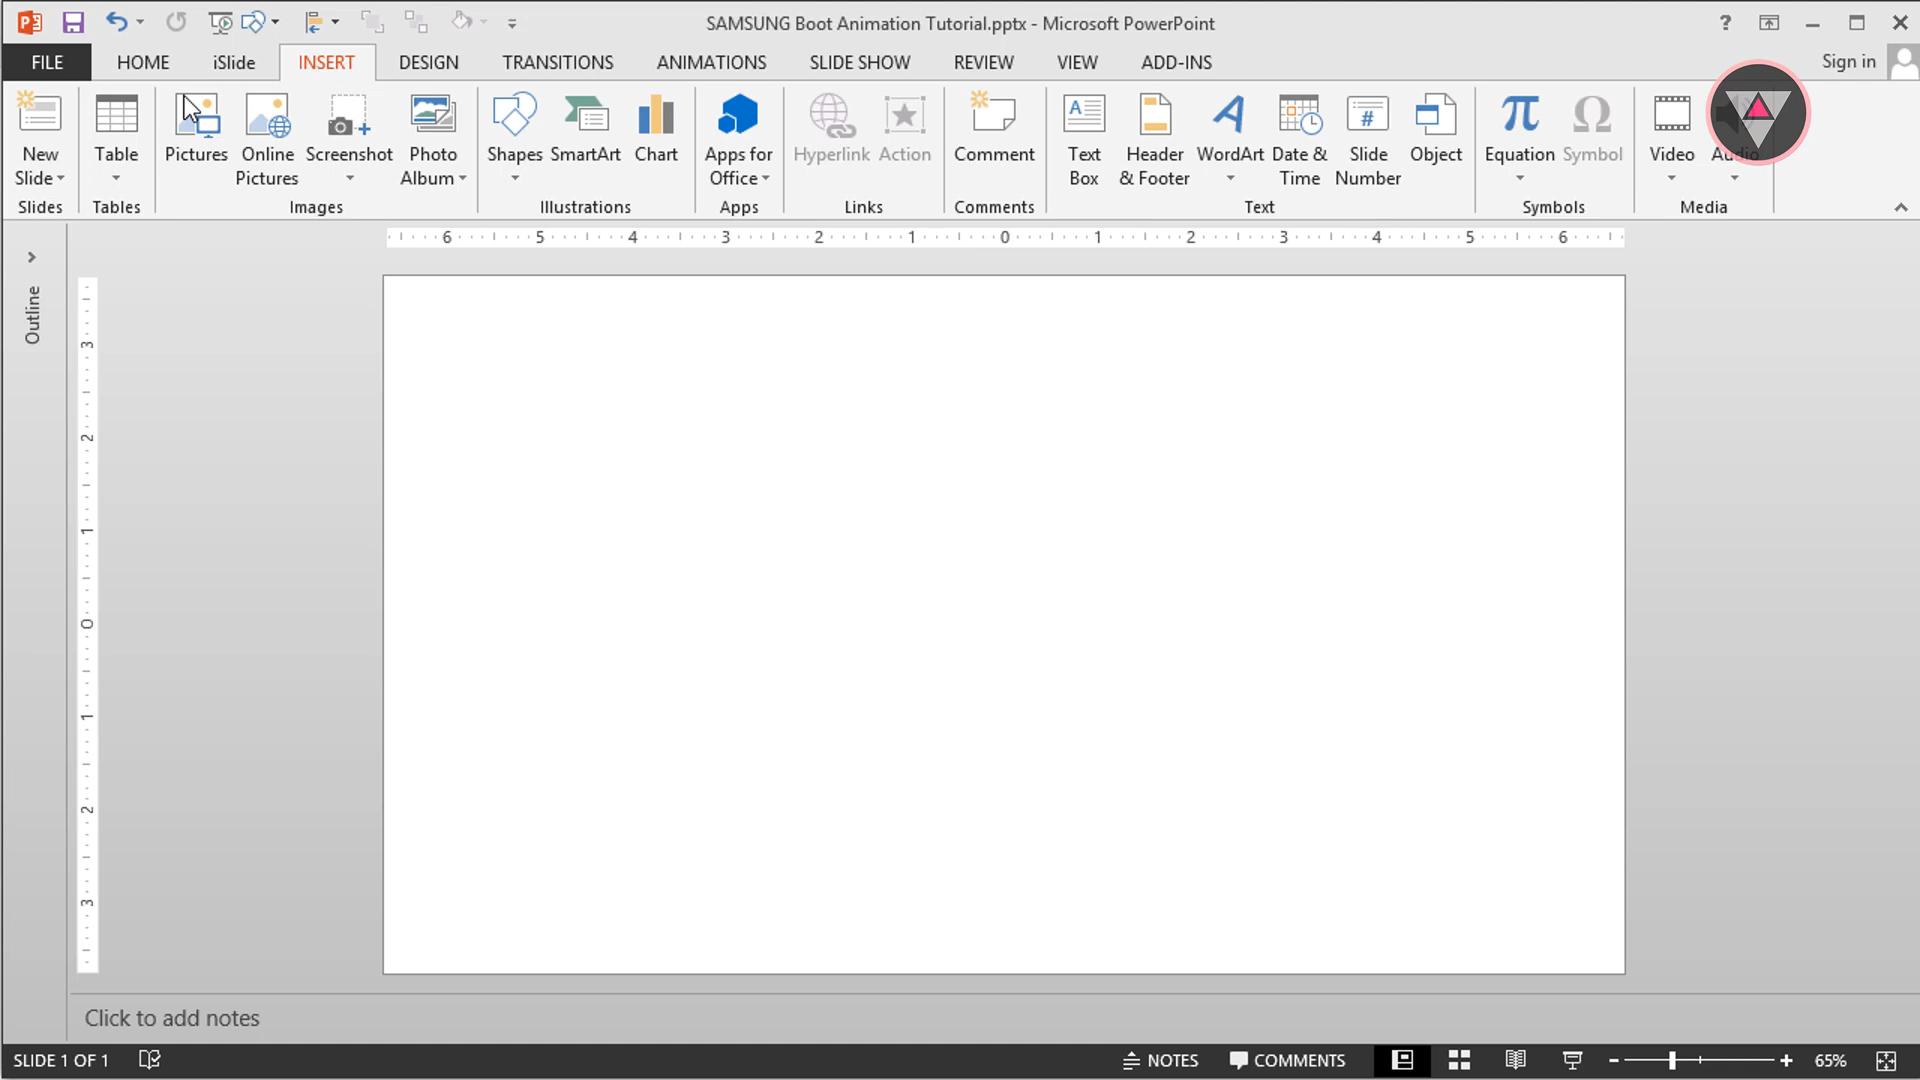 SAMSUNG Boot Animation Tutorial.pptx - Microsoft PowerPoint
?
FILE HOME iSlide INSERT DESIGN TRANSITIONS ANIMATIONS SLIDE SHOW REVIEW VIEW ADD-INS Sign in
New Slide
Table
Pictures
Online Pictures
Screenshot
Photo Album
Shapes
SmartArt
Chart
Apps for Office
Hyperlink
Action
Comment
Text Box
Header & Footer
WordArt
Date & Time
Slide Number
Object
Equation
Symbol
Video
Audio
Slides Tables Images Illustrations Apps Links Comments Text Symbols Media
6 5 4 3 2 1 0 1 2 3 4 5 6
Outline
3
2
1
0
1
2
3
Click to add notes
SLIDE 1 OF 1 NOTES COMMENTS 65%